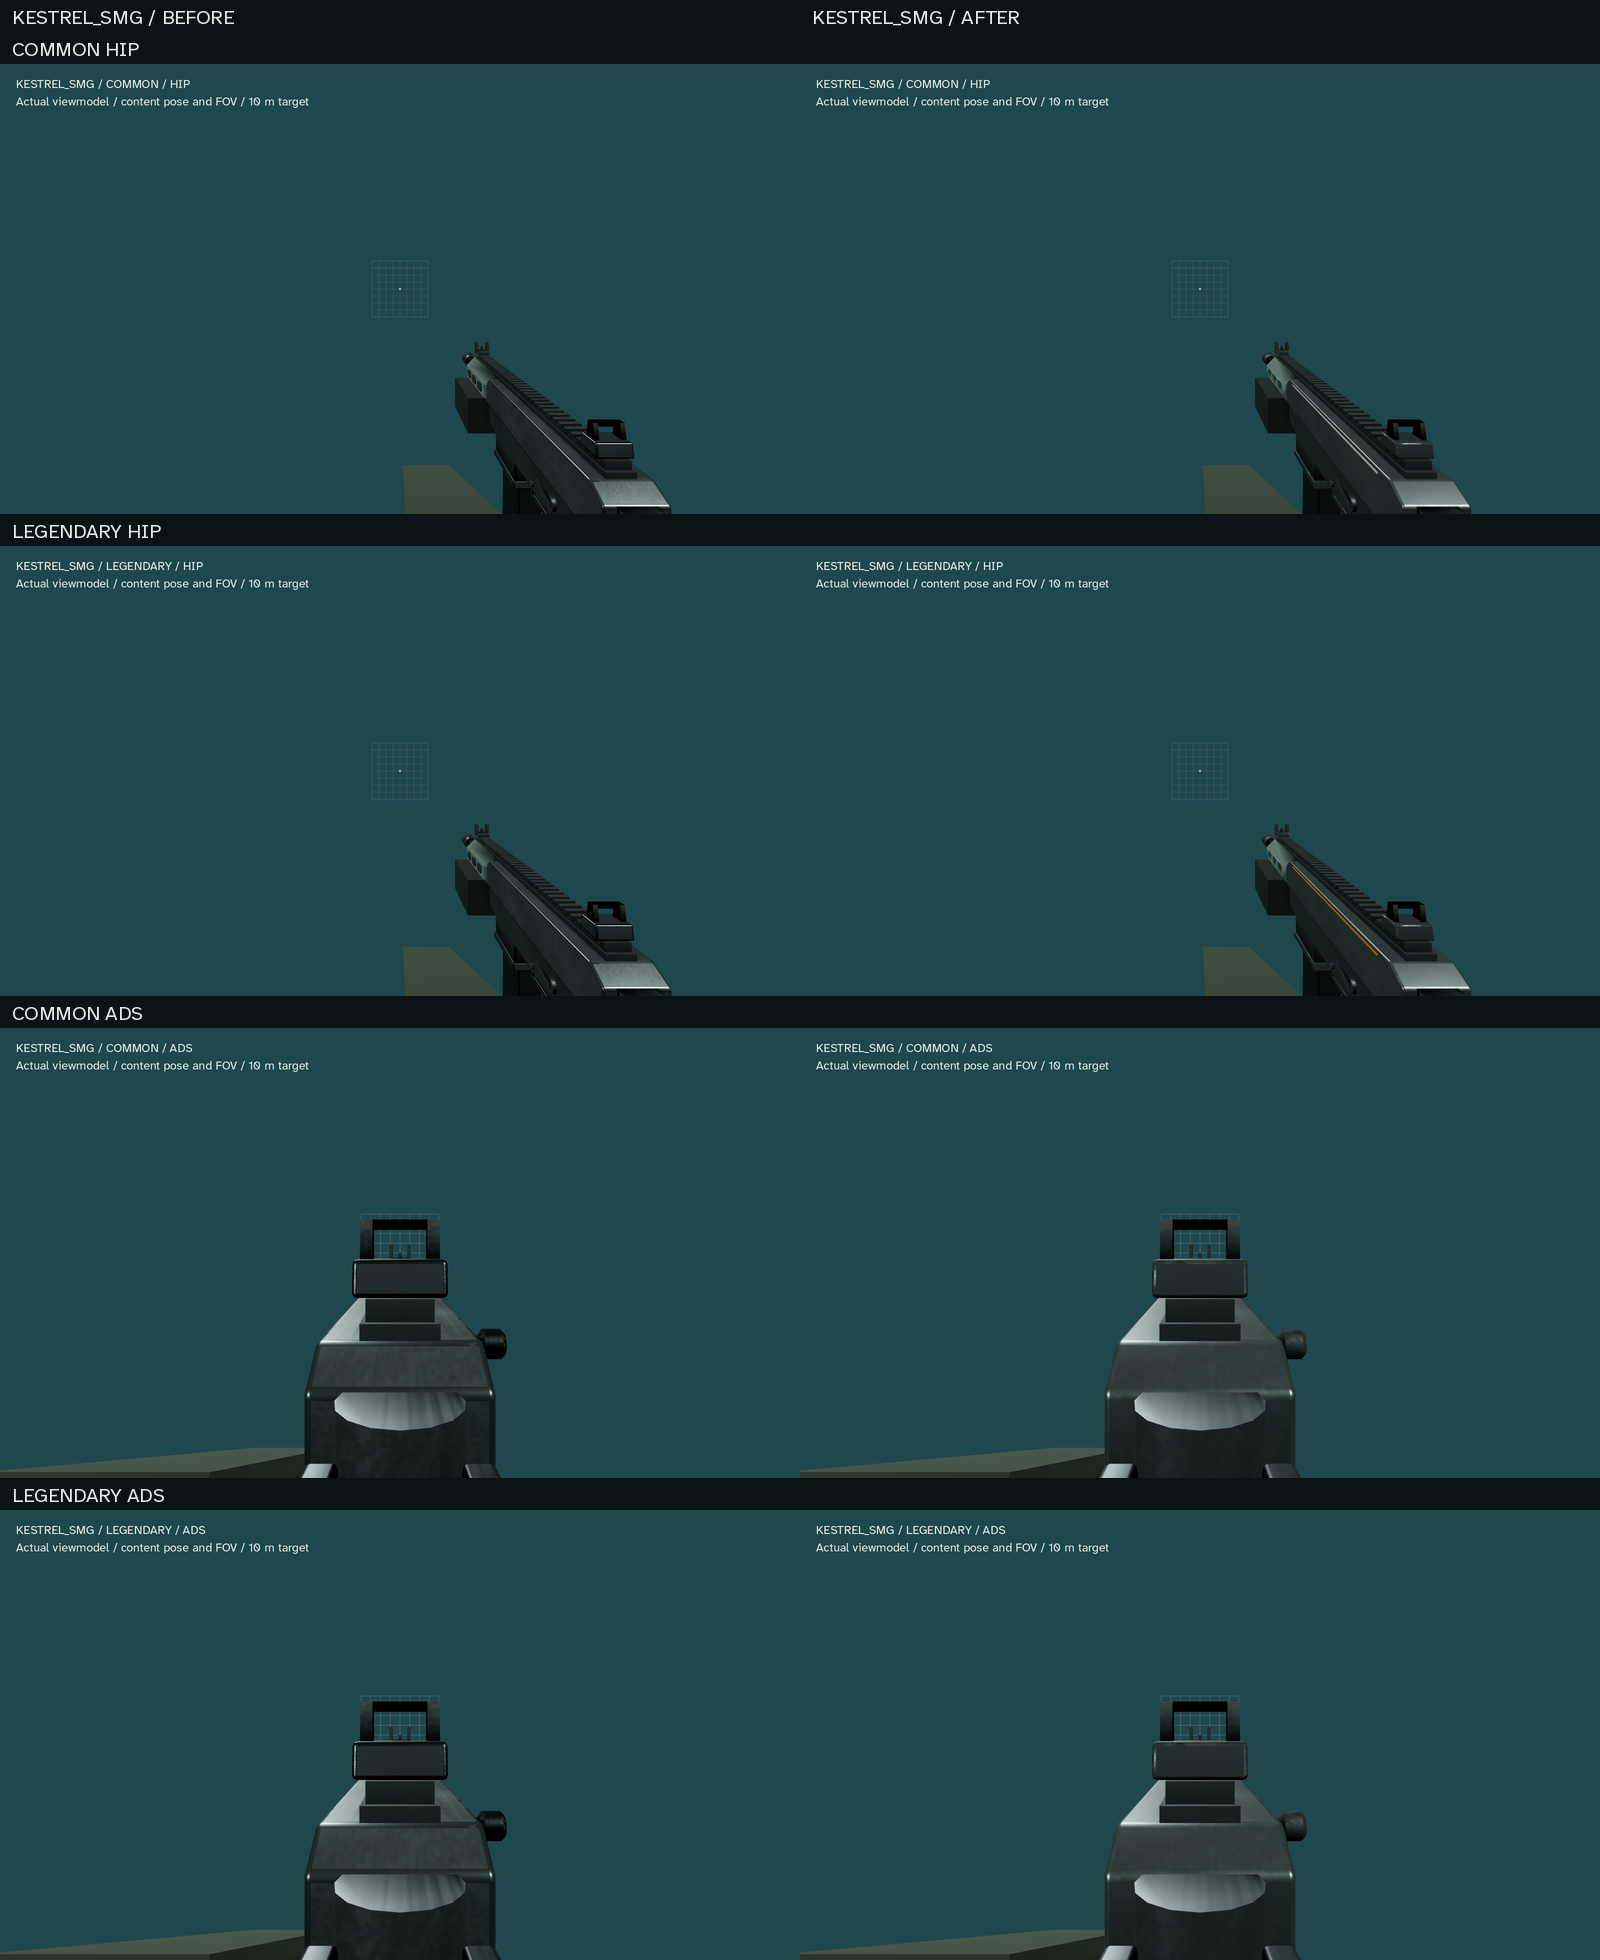 KESTREL_SMG / BEFORE
KESTREL_SMG / AFTER
COMMON HIP
KESTREL_SMG / COMMON / HIP
Actual viewmodel / content pose and FOV / 10 m target
KESTREL_SMG / COMMON / HIP
Actual viewmodel / content pose and FOV / 10 m target
LEGENDARY HIP
KESTREL_SMG / LEGENDARY / HIP
Actual viewmodel / content pose and FOV / 10 m target
KESTREL_SMG / LEGENDARY / HIP
Actual viewmodel / content pose and FOV / 10 m target
COMMON ADS
KESTREL_SMG / COMMON / ADS
Actual viewmodel / content pose and FOV / 10 m target
KESTREL_SMG / COMMON / ADS
Actual viewmodel / content pose and FOV / 10 m target
LEGENDARY ADS
KESTREL_SMG / LEGENDARY / ADS
Actual viewmodel / content pose and FOV / 10 m target
KESTREL_SMG / LEGENDARY / ADS
Actual viewmodel / content pose and FOV / 10 m target